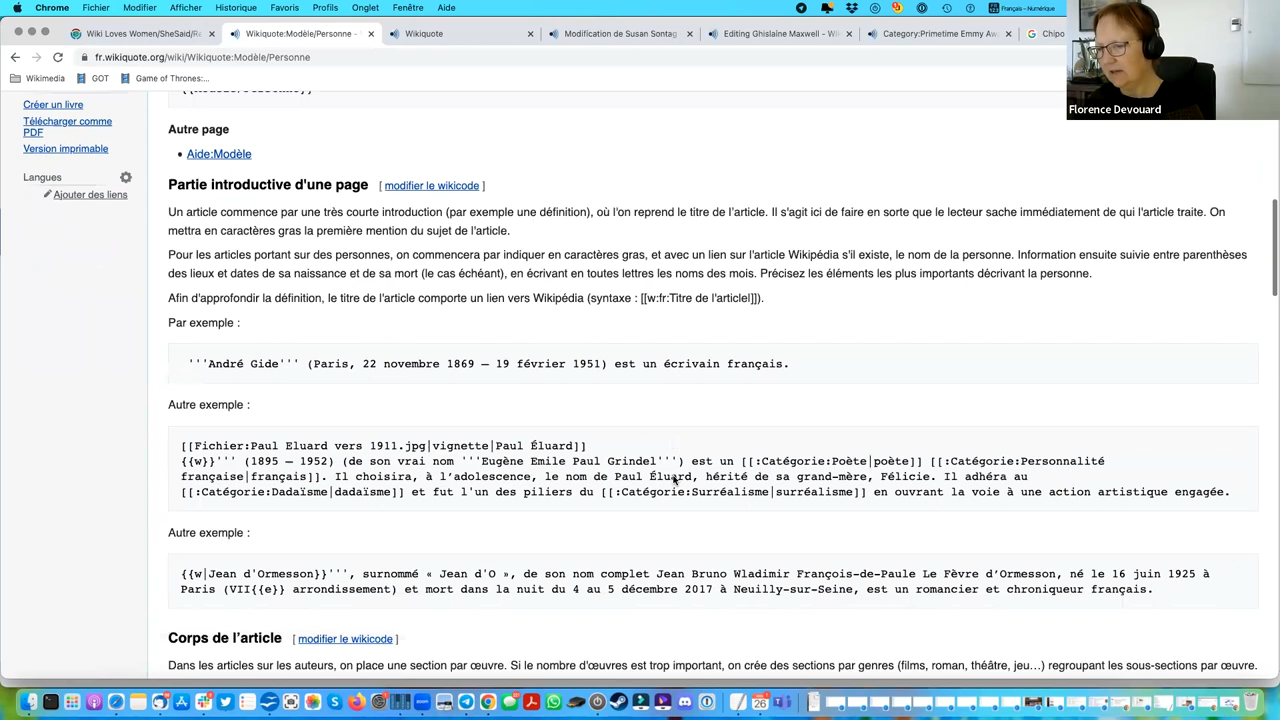 Chrome Fichier Modifier Afficher Historique Favoris Profils Onglet Fenêtre Aide
Français – Numérique
Wiki Loves Women/SheSaid/Re
Wikiquote:Modèle/Personne -
Wikiquote
Modification de Susan Sontag
Editing Ghislaine Maxwell - Wi
Category:Primetime Emmy Aw
Chipo
fr.wikiquote.org/wiki/Wikiquote:Modèle/Personne
Wikimedia GOT Game of Thrones:...
Florence Devouard
Créer un livre
Télécharger comme
PDF
Version imprimable
Langues
Ajouter des liens
Autre page
• Aide:Modèle
Partie introductive d'une page [ modifier le wikicode ]
Un article commence par une très courte introduction (par exemple une définition), où l'on reprend le titre de l'article. Il s'agit ici de faire en sorte que le lecteur sache immédiatement de qui l'article traite. On
mettra en caractères gras la première mention du sujet de l'article.
Pour les articles portant sur des personnes, on commencera par indiquer en caractères gras, et avec un lien sur l'article Wikipédia s'il existe, le nom de la personne. Information ensuite suivie entre parenthèses
des lieux et dates de sa naissance et de sa mort (le cas échéant), en écrivant en toutes lettres les noms des mois. Précisez les éléments les plus importants décrivant la personne.
Afin d'approfondir la définition, le titre de l'article comporte un lien vers Wikipédia (syntaxe : [[w:fr:Titre de l'article|]]).
Par exemple :
'''André Gide''' (Paris, 22 novembre 1869 – 19 février 1951) est un écrivain français.
Autre exemple :
[[Fichier:Paul Eluard vers 1911.jpg|vignette|Paul Éluard]]
{{w}}''' (1895 – 1952) (de son vrai nom '''Eugène Emile Paul Grindel''') est un [[:Catégorie:Poète|poète]] [[:Catégorie:Personnalité
française|français]]. Il choisira, à l’adolescence, le nom de Paul Éluard, hérité de sa grand-mère, Félicie. Il adhéra au
[[:Catégorie:Dadaïsme|dadaïsme]] et fut l'un des piliers du [[:Catégorie:Surréalisme|surréalisme]] en ouvrant la voie à une action artistique engagée.
Autre exemple :
{{w|Jean d'Ormesson}}''', surnommé « Jean d'O », de son nom complet Jean Bruno Wladimir François-de-Paule Le Fèvre d’Ormesson, né le 16 juin 1925 à
Paris (VII{{e}} arrondissement) et mort dans la nuit du 4 au 5 décembre 2017 à Neuilly-sur-Seine, est un romancier et chroniqueur français.
Corps de l’article [ modifier le wikicode ]
Dans les articles sur les auteurs, on place une section par œuvre. Si le nombre d'œuvres est trop important, on crée des sections par genres (films, roman, théâtre, jeu…) regroupant les sous-sections par œuvre.
26